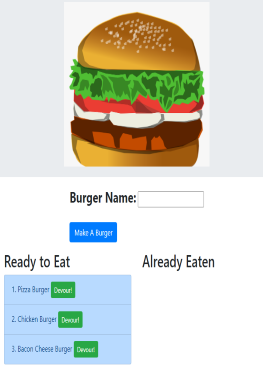 Burger Name:
Make A Burger
Ready to Eat
Already Eaten
1. Pizza Burger Devour!
2. Chicken Burger Devour!
3. Bacon Cheese Burger Devour!